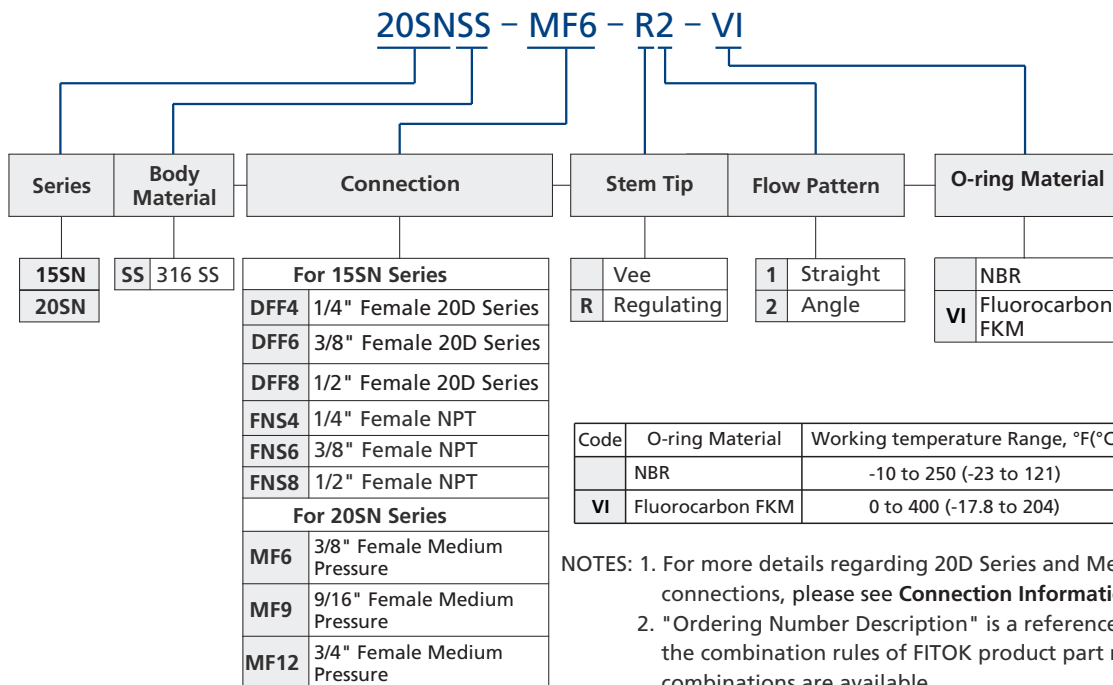 20SNSS – MF6 – R2 – VI
Series
Body
Material
Connection
Stem Tip
Flow Pattern
O-ring Material
15SN
20SN
SS 316 SS
For 15SN Series
DFF4 1/4" Female 20D Series
DFF6 3/8" Female 20D Series
DFF8 1/2" Female 20D Series
FNS4 1/4" Female NPT
FNS6 3/8" Female NPT
FNS8 1/2" Female NPT
For 20SN Series
MF6 3/8" Female Medium
Pressure
MF9 9/16" Female Medium
Pressure
MF12 3/4" Female Medium
Pressure
Vee
R Regulating
1 Straight
2 Angle
NBR
VI Fluorocarbon
FKM
Code O-ring Material Working temperature Range, °F(°C
NBR -10 to 250 (-23 to 121)
VI Fluorocarbon FKM 0 to 400 (-17.8 to 204)
NOTES: 1. For more details regarding 20D Series and
connections, please see Connection
2. "Ordering Number Description" is a reference
the combination rules of FITOK product part
combinations are available